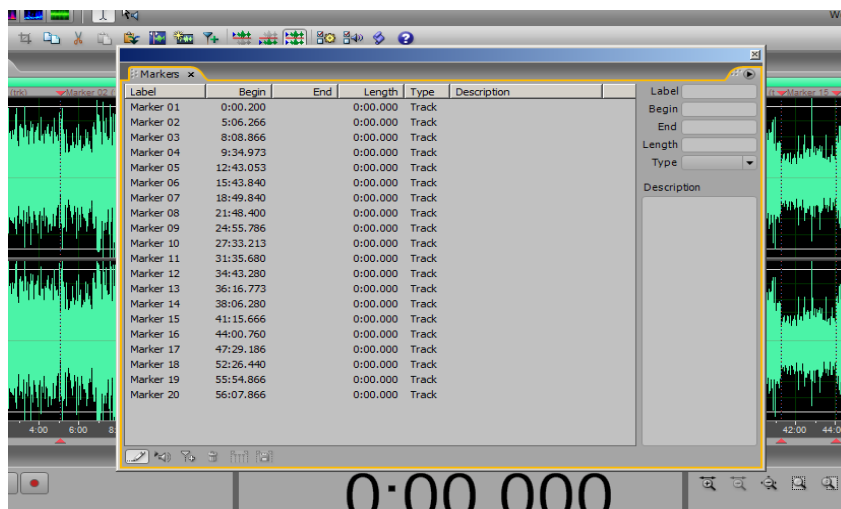 W
Markers
(trk)
Marker 02 (
Label Begin End Length Type Description
Marker 01 0:00.200 0:00.000 Track
Marker 02 5:06.266 0:00.000 Track
Marker 03 8:08.866 0:00.000 Track
Marker 04 9:34.973 0:00.000 Track
Marker 05 12:43.053 0:00.000 Track
Marker 06 15:43.840 0:00.000 Track
Marker 07 18:49.840 0:00.000 Track
Marker 08 21:48.400 0:00.000 Track
Marker 09 24:55.786 0:00.000 Track
Marker 10 27:33.213 0:00.000 Track
Marker 11 31:35.680 0:00.000 Track
Marker 12 34:43.280 0:00.000 Track
Marker 13 36:16.773 0:00.000 Track
Marker 14 38:06.280 0:00.000 Track
Marker 15 41:15.666 0:00.000 Track
Marker 16 44:00.760 0:00.000 Track
Marker 17 47:29.186 0:00.000 Track
Marker 18 52:26.440 0:00.000 Track
Marker 19 55:54.866 0:00.000 Track
Marker 20 56:07.866 0:00.000 Track
Label
Begin
End
Length
Type
Description
(t Marker 15
4:00 6:00 8:
42:00 44:0
0:00.000